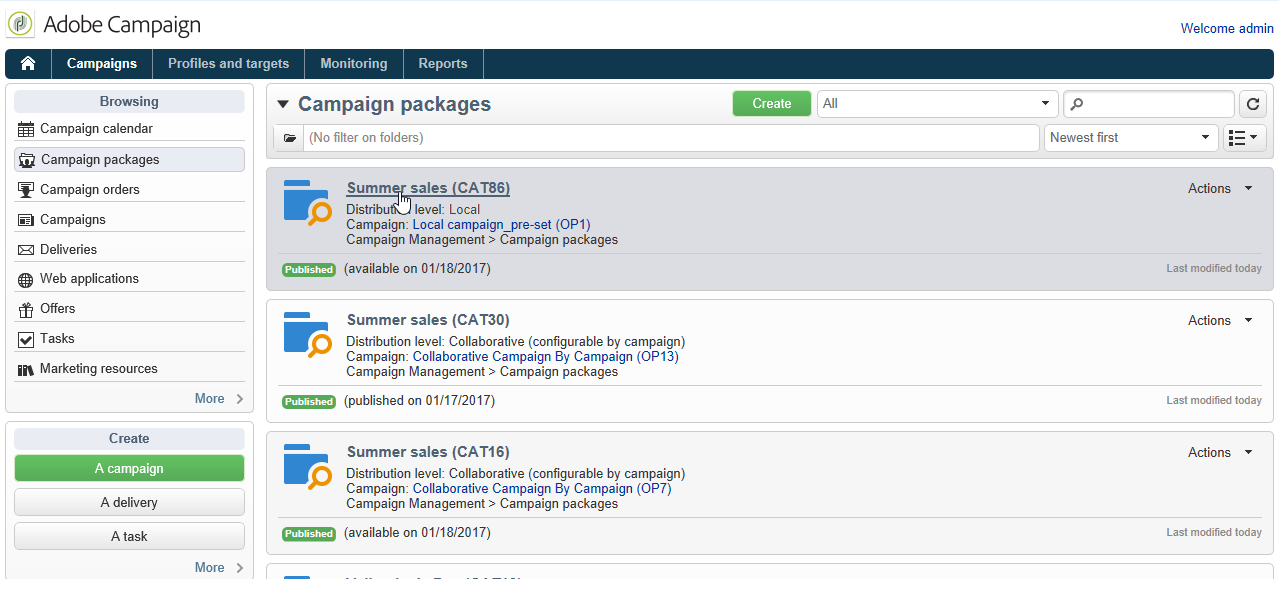 Adobe Campaign
Welcome admin
Campaigns
Profiles and targets
Monitoring
Reports
Browsing
Campaign calendar
Campaign packages
Campaign orders
Campaigns
Deliveries
Web applications
Offers
Tasks
Marketing resources
More
Create
A campaign
A delivery
A task
More
Campaign packages
Create
All
(No filter on folders)
Newest first
Summer sales (CAT86)
Actions
Distribution level: Local
Campaign: Local campaign_pre-set (OP1)
Campaign Management > Campaign packages
Published (available on 01/18/2017)
Last modified today
Summer sales (CAT30)
Actions
Distribution level: Collaborative (configurable by campaign)
Campaign: Collaborative Campaign By Campaign (OP13)
Campaign Management > Campaign packages
Published (published on 01/17/2017)
Last modified today
Summer sales (CAT16)
Actions
Distribution level: Collaborative (configurable by campaign)
Campaign: Collaborative Campaign By Campaign (OP7)
Campaign Management > Campaign packages
Published (available on 01/18/2017)
Last modified today